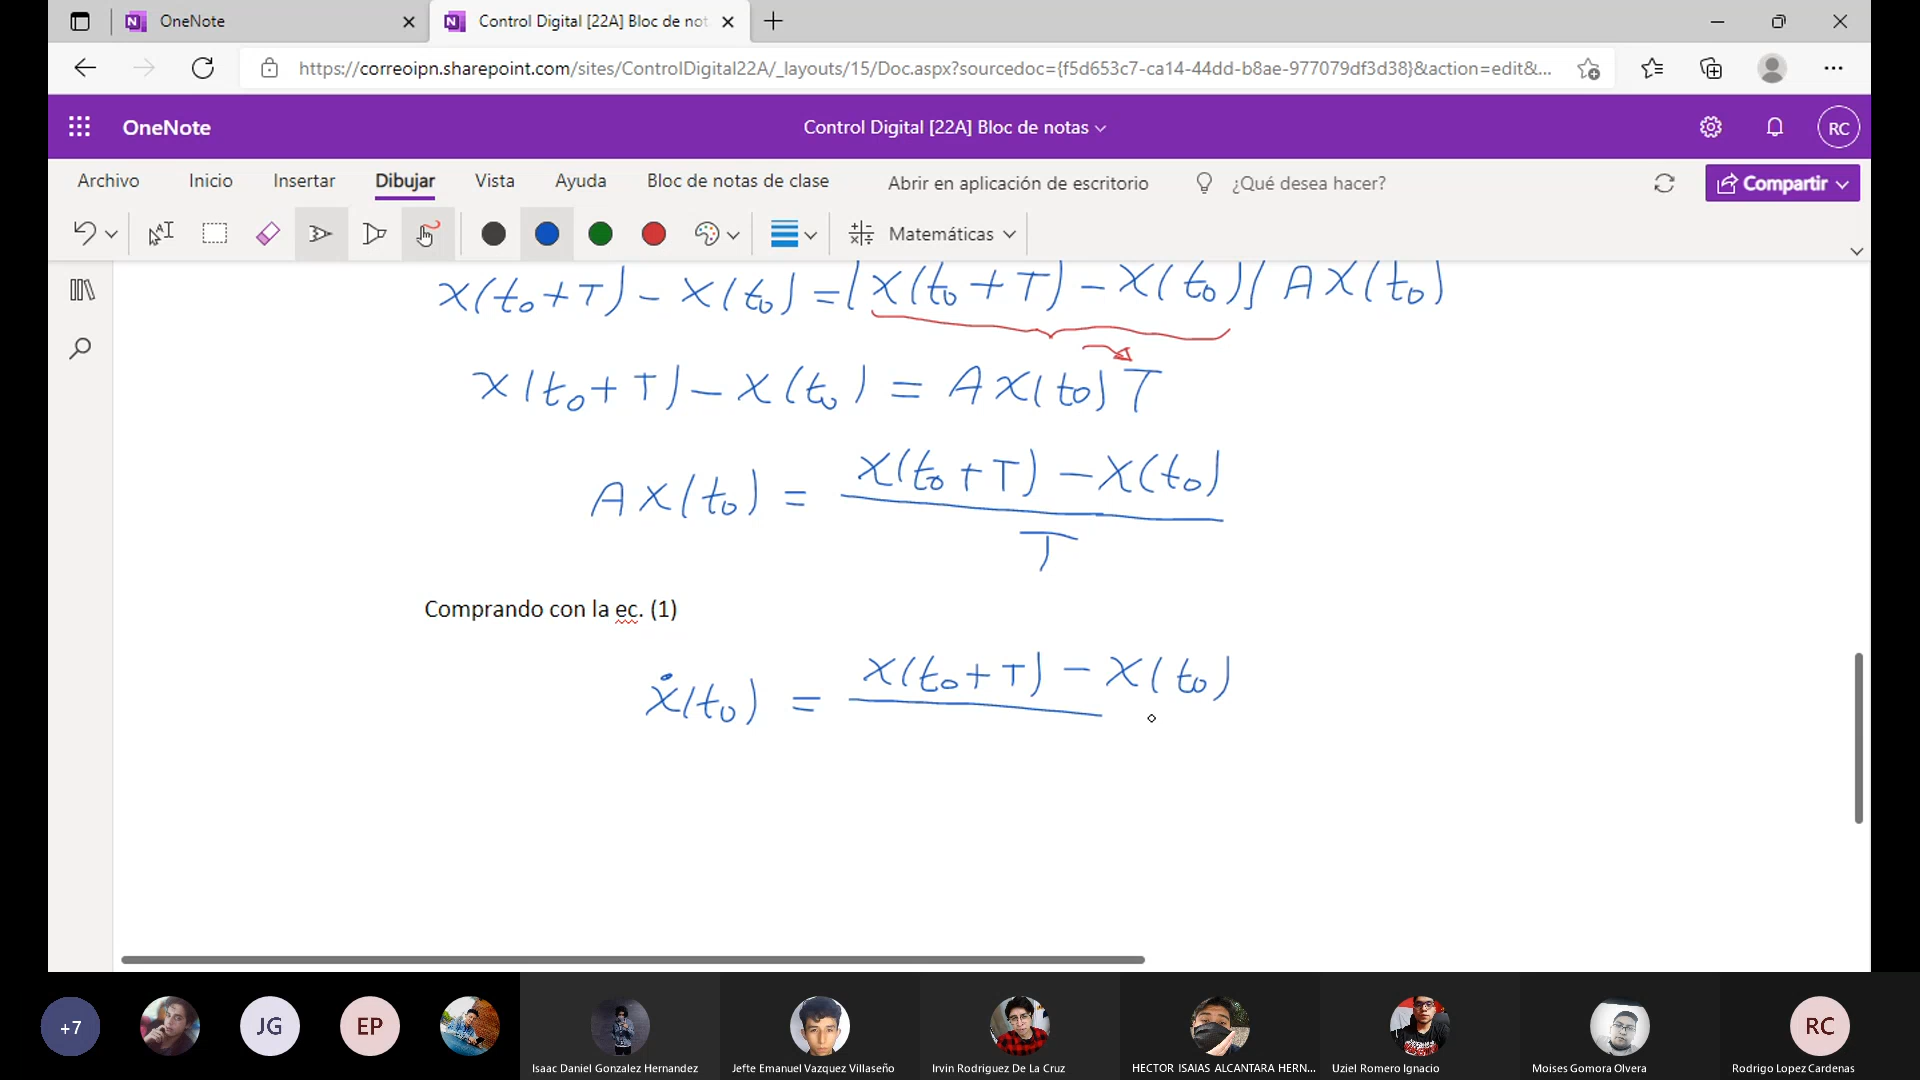 OneNote
Control Digital [22A] Bloc de not
https://correoipn.sharepoint.com/sites/ControlDigital22A/_layouts/15/Doc.aspx?sourcedoc={f5d653c7-ca14-44dd-b8ae-977079df3d38}&action=edit&...
OneNote
Control Digital [22A] Bloc de notas
RC
Archivo Inicio Insertar Dibujar Vista Ayuda Bloc de notas de clase Abrir en aplicación de escritorio ¿Qué desea hacer? Compartir
Matemáticas
X(t₀+T) - X(t₀) = [X(t₀+T) - X(t₀)] A X(t₀)
X(t₀+T) - X(t₀) = A X(t₀) T
A X(t₀) = X(t₀+T) - X(t₀)
T
Comprando con la ec. (1)
ẋ(t₀) = X(t₀+T) - X(t₀)
+7
JG
EP
RC
Isaac Daniel Gonzalez Hernandez
Jefte Emanuel Vazquez Villaseño
Irvin Rodriguez De La Cruz
HECTOR ISAIAS ALCANTARA HERN...
Uziel Romero Ignacio
Moises Gomora Olvera
Rodrigo Lopez Cardenas